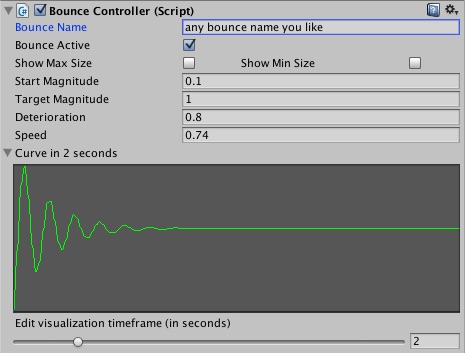 Bounce Controller (Script)
Bounce Name any bounce name you like
Bounce Active
Show Max Size Show Min Size
Start Magnitude 0.1
Target Magnitude 1
Deterioration 0.8
Speed 0.74
Curve in 2 seconds
Edit visualization timeframe (in seconds)
2